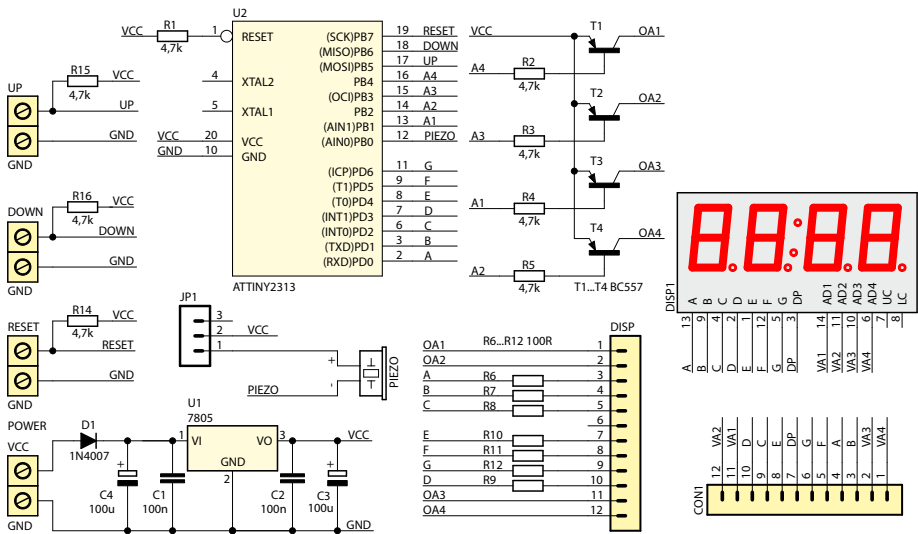 U2
VCC R1 4,7k 1 RESET
4 XTAL2
5 XTAL1
VCC 20 VCC
GND 10 GND
(SCK)PB7 19 RESET
(MISO)PB6 18 DOWN
(MOSI)PB5 17 UP
PB4 16 A4
(OCI)PB3 15 A3
PB2 14 A2
(AIN1)PB1 13 A1
(AIN0)PB0 12 PIEZO
(ICP)PD6 11 G
(T1)PD5 9 F
(T0)PD4 8 E
(INT1)PD3 7 D
(INT0)PD2 6 C
(TXD)PD1 3 B
(RXD)PD0 2 A
ATTINY2313
UP
R15 VCC
4,7k
UP
GND
GND
DOWN
R16 VCC
4,7k
DOWN
GND
GND
RESET
R14 VCC
4,7k
RESET
GND
GND
VCC T1 OA1
A4 R2
4,7k
T2 OA2
A3 R3
4,7k
T3 OA3
A1 R4
4,7k
T4 OA4
A2 R5
4,7k
T1...T4 BC557
JP1
3
2 VCC
1
+
-
PIEZO
PIEZO
POWER
VCC
GND
D1
1N4007
U1
7805
1 VI VO 3 VCC
GND
2
+
C4
100u
C1
100n
C2
100n
+
C3
100u
GND
DISP
OA1 R6...R12 100R 1
OA2 2
A R6 3
B R7 4
C R8 5
6
E R10 7
F R11 8
G R12 9
D R9 10
OA3 11
OA4 12
88:88
DISP1
A B C D E F G DP AD1 AD2 AD3 AD4 UC LC
13 9 4 2 1 12 5 3 14 11 10 6 7 8
A B C D E F G DP VA1 VA2 VA3 VA4
VA2 VA1 D C E DP G F A B VA3 VA4
12 11 10 9 8 7 6 5 4 3 2 1
CON1